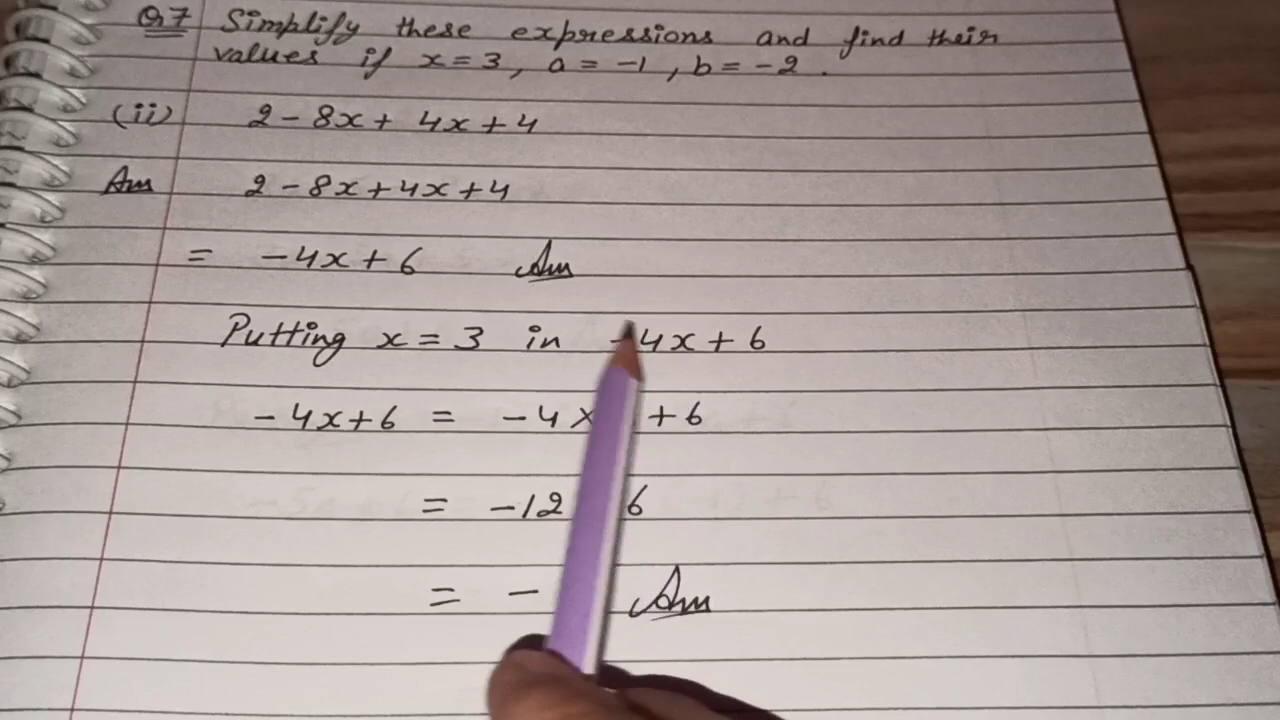 Q7 Simplify these expressions and find their
values if x = 3, a = -1, b = -2.
(ii) 2 - 8x + 4x + 4
Ans 2 - 8x + 4x + 4
= -4x + 6 Ans
Putting x = 3 in -4x + 6
-4x + 6 = -4 × + 6
= -12 6
= - Ans